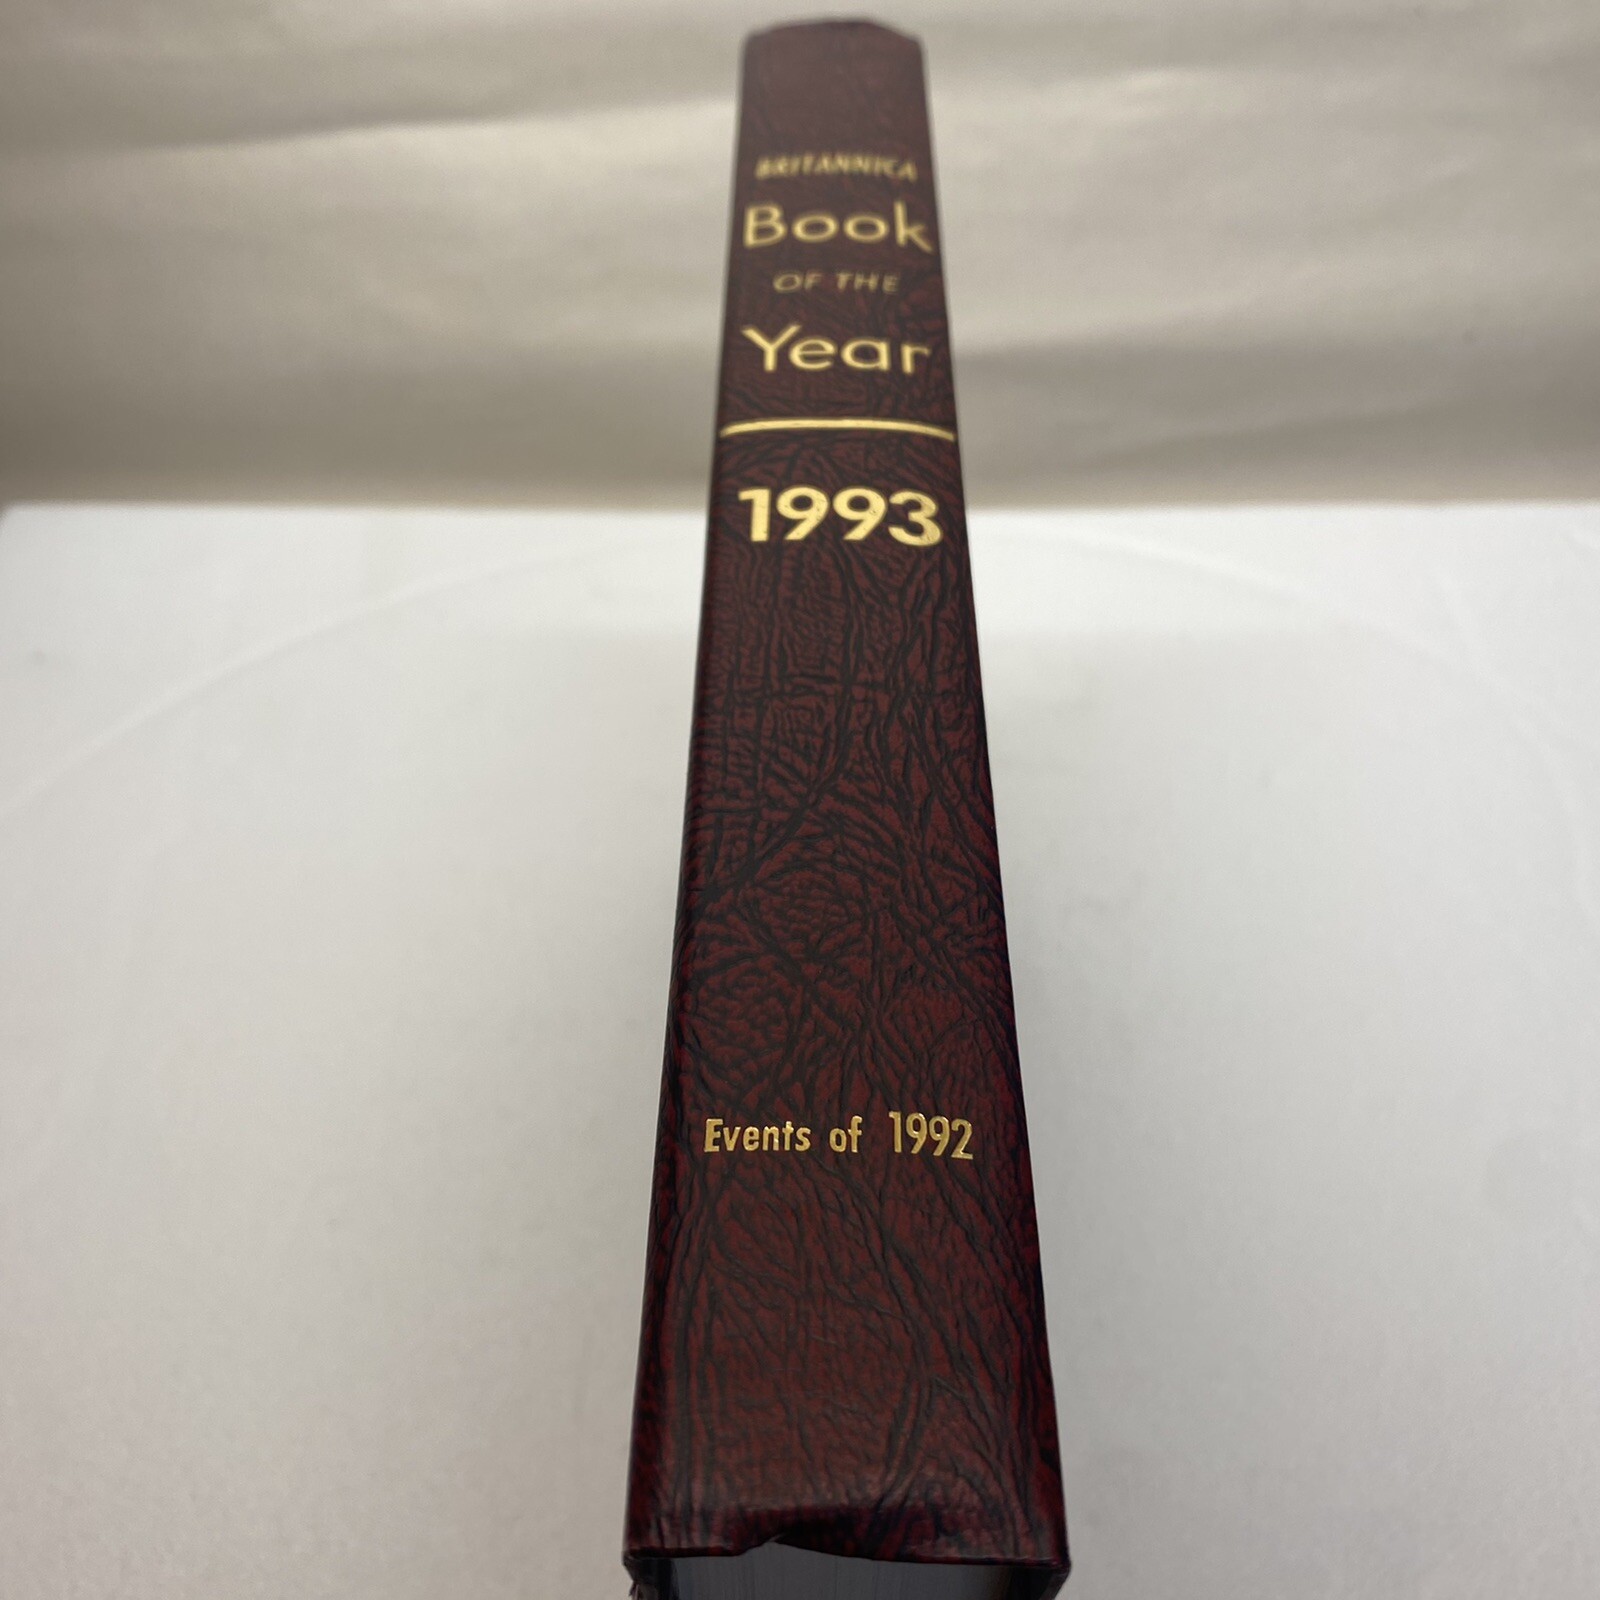 BRITANNICA
Book
OF THE
Year
1993
Events of 1992